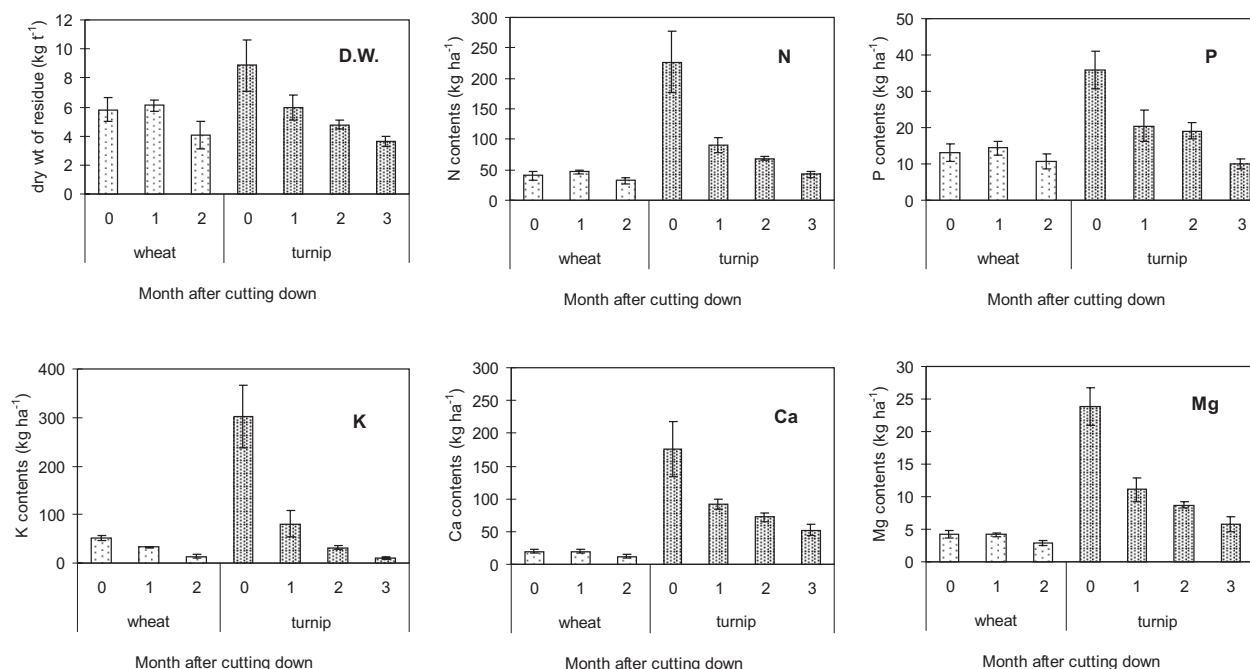 12
10
8
6
4
2
0
dry wt of residue (kg t⁻¹)
D.W.
0 1 2 0 1 2 3
wheat turnip
Month after cutting down
300
250
200
150
100
50
0
N contents (kg ha⁻¹)
N
0 1 2 0 1 2 3
wheat turnip
Month after cutting down
50
40
30
20
10
0
P contents (kg ha⁻¹)
P
0 1 2 0 1 2 3
wheat turnip
Month after cutting down
400
300
200
100
0
K contents (kg ha⁻¹)
K
0 1 2 0 1 2 3
wheat turnip
Month after cutting down
300
250
200
150
100
50
0
Ca contents (kg ha⁻¹)
Ca
0 1 2 0 1 2 3
wheat turnip
Month after cutting down
30
25
20
15
10
5
0
Mg contents (kg ha⁻¹)
Mg
0 1 2 0 1 2 3
wheat turnip
Month after cutting down